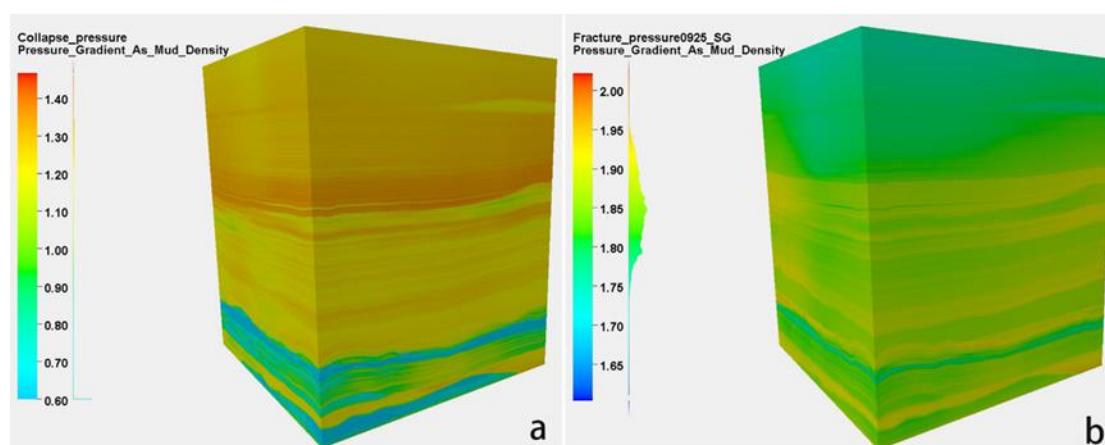 Collapse_pressure
Pressure_Gradient_As_Mud_Density
1.40
1.30
1.20
1.10
1.00
0.90
0.80
0.70
0.60
a
Fracture_pressure0925_SG
Pressure_Gradient_As_Mud_Density
2.00
1.95
1.90
1.85
1.80
1.75
1.70
1.65
b